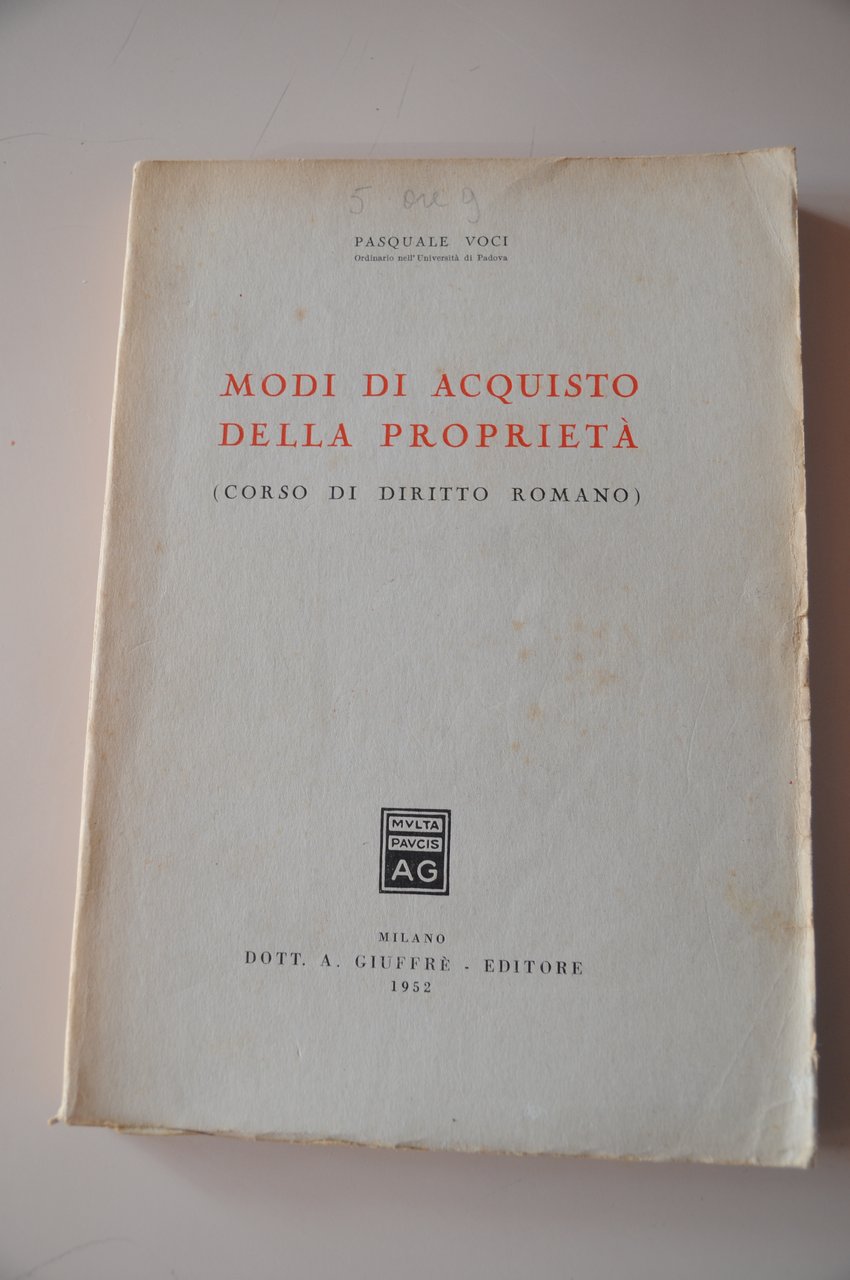 5 ore 9
PASQUALE VOCI
Ordinario nell'Università di Padova
MODI DI ACQUISTO
DELLA PROPRIETÀ
(CORSO DI DIRITTO ROMANO)
MVLTA
PAVCIS
AG
MILANO
DOTT. A. GIUFFRÈ - EDITORE
1952